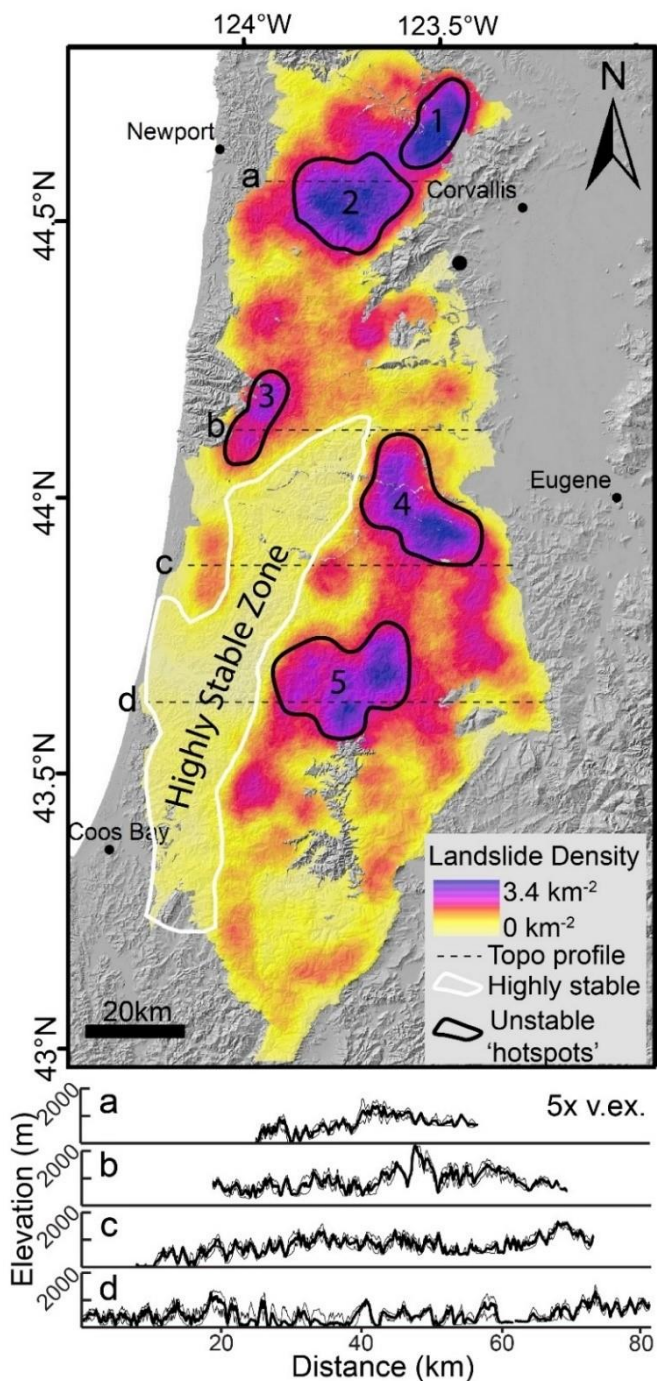 124°W 123.5°W
N
Newport
1
a
2
Corvallis
44.5°N
3
b
4
44°N
Eugene
c
Highly Stable Zone
5
d
43.5°N
Coos Bay
Landslide Density
3.4 km⁻²
0 km⁻²
Topo profile
Highly stable
Unstable
'hotspots'
20km
43°N
a
5x v.ex.
2000
b
2000
c
2000
d
2000
Elevation (m)
0 20 40 60 80
Distance (km)